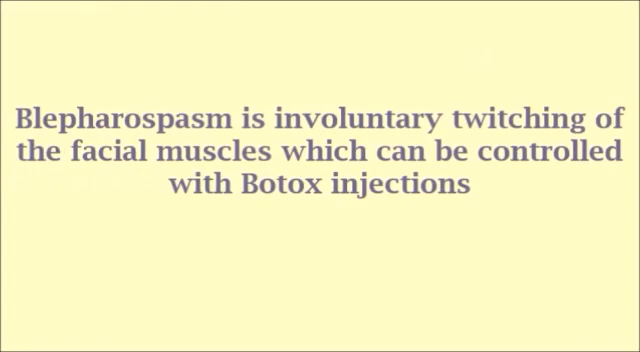 Blepharospasm is involuntary twitching of
the facial muscles which can be controlled
with Botox injections